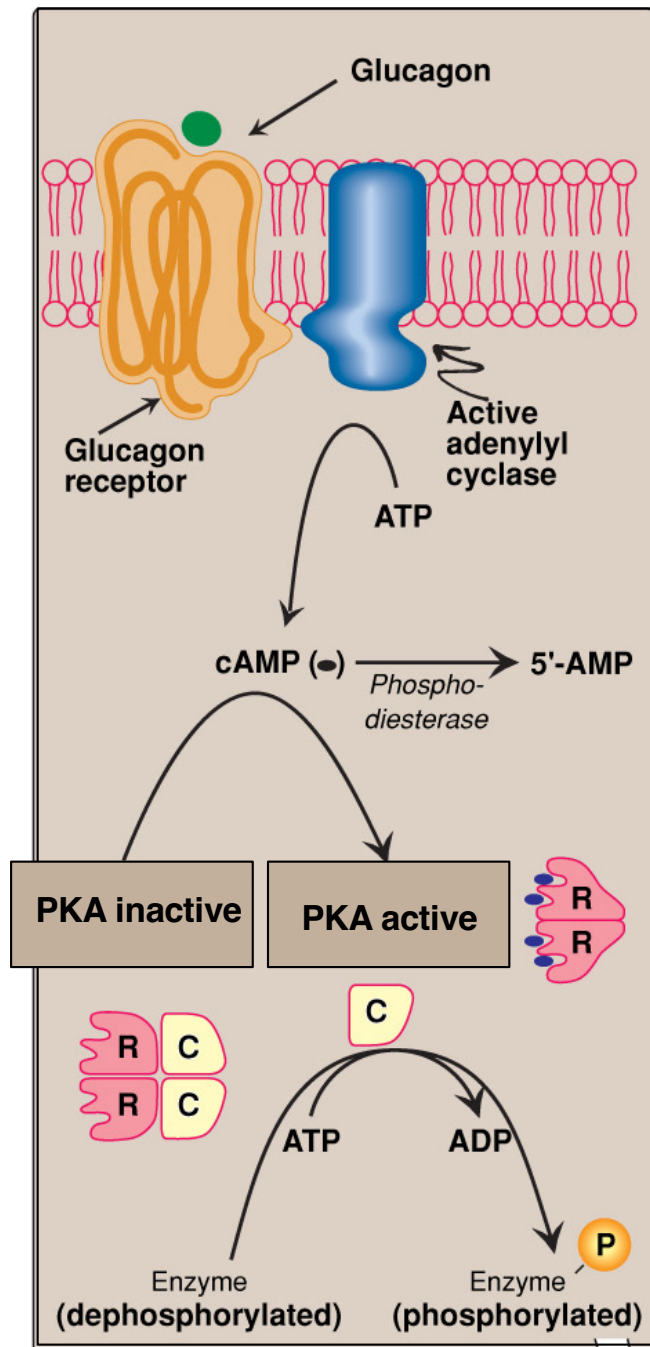 Glucagon
Glucagon
receptor
Active
adenylyl
cyclase
ATP
cAMP ( ) 5'-AMP
Phospho-
diesterase
PKA inactive
PKA active
R
R
C
R C
R C
ATP ADP
P
Enzyme
(dephosphorylated)
Enzyme
(phosphorylated)